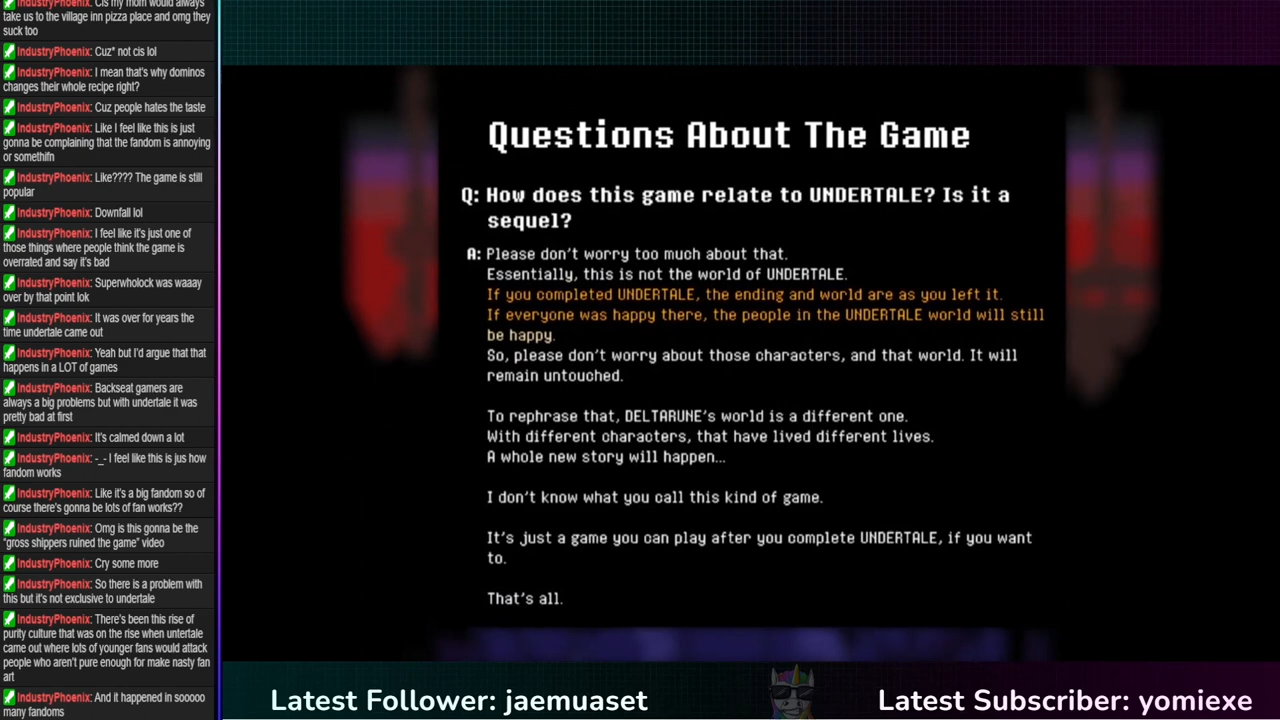 IndustryPhoenix: Cis my mom would always
take us to the village inn pizza place and omg they
suck too
IndustryPhoenix: Cuz* not cis lol
IndustryPhoenix: I mean that's why dominos
changes their whole recipe right?
IndustryPhoenix: Cuz people hates the taste
IndustryPhoenix: Like I feel like this is just
gonna be complaining that the fandom is annoying
or somethifn
IndustryPhoenix: Like???? The game is still
popular
IndustryPhoenix: Downfall lol
IndustryPhoenix: I feel like it's just one of
those things where people think the game is
overrated and say it's bad
IndustryPhoenix: Superwholock was waaay
over by that point lok
IndustryPhoenix: It was over for years the
time undertale came out
IndustryPhoenix: Yeah but I'd argue that that
happens in a LOT of games
IndustryPhoenix: Backseat gamers are
always a big problems but with undertale it was
pretty bad at first
IndustryPhoenix: It's calmed down a lot
IndustryPhoenix: -_- I feel like this is jus how
fandom works
IndustryPhoenix: Like it's a big fandom so of
course there's gonna be lots of fan works??
IndustryPhoenix: Omg is this gonna be the
"gross shippers ruined the game" video
IndustryPhoenix: Cry some more
IndustryPhoenix: So there is a problem with
this but it's not exclusive to undertale
IndustryPhoenix: There's been this rise of
purity culture that was on the rise when untertale
came out where lots of younger fans would attack
people who aren't pure enough for make nasty fan
art
IndustryPhoenix: And it happened in sooooo
many fandoms
Questions About The Game
Q: How does this game relate to UNDERTALE? Is it a
sequel?
A: Please don't worry too much about that.
Essentially, this is not the world of UNDERTALE.
If you completed UNDERTALE, the ending and world are as you left it.
If everyone was happy there, the people in the UNDERTALE world will still
be happy.
So, please don't worry about those characters, and that world. It will
remain untouched.
To rephrase that, DELTARUNE's world is a different one.
With different characters, that have lived different lives.
A whole new story will happen...
I don't know what you call this kind of game.
It's just a game you can play after you complete UNDERTALE, if you want
to.
That's all.
Latest Follower: jaemuaset
Latest Subscriber: yomiexe